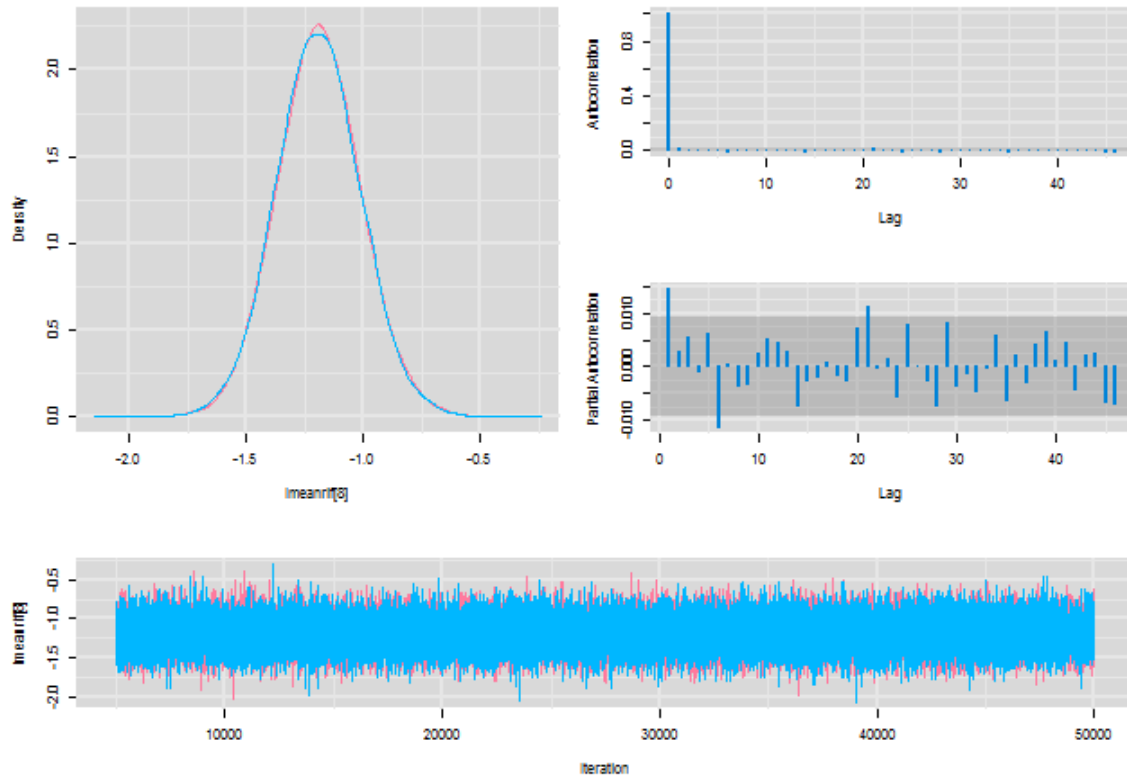 Density
2.0
1.5
1.0
0.5
0.0
-2.0 -1.5 -1.0 -0.5
lmeanrif[8]
Autocorrelation
0.8
0.4
0.0
0 10 20 30 40
Lag
Partial Autocorrelation
0.010
0.000
-0.010
0 10 20 30 40
Lag
lmeanrif[8]
-0.5
-1.0
-1.5
-2.0
10000 20000 30000 40000 50000
Iteration